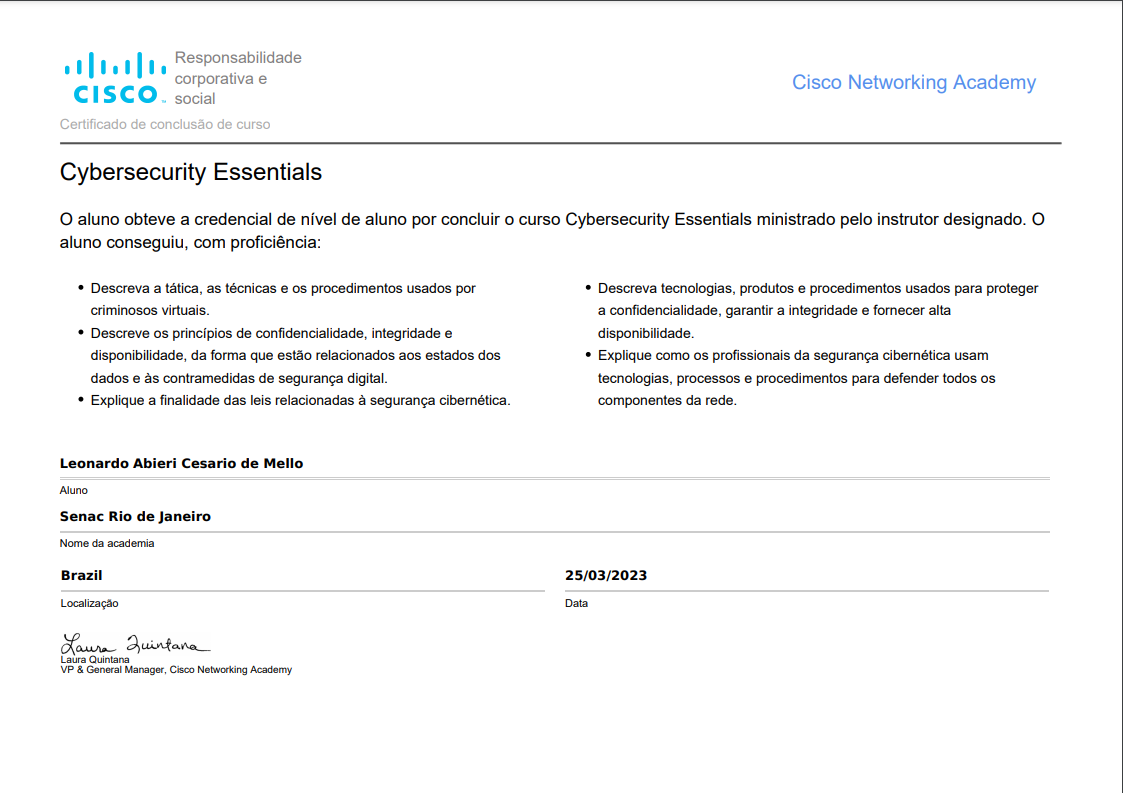 CISCO
Responsabilidade
corporativa e
social
Cisco Networking Academy
Certificado de conclusão de curso
Cybersecurity Essentials
O aluno obteve a credencial de nível de aluno por concluir o curso Cybersecurity Essentials ministrado pelo instrutor designado. O
aluno conseguiu, com proficiência:
• Descreva a tática, as técnicas e os procedimentos usados por
criminosos virtuais.
• Descreve os princípios de confidencialidade, integridade e
disponibilidade, da forma que estão relacionados aos estados dos
dados e às contramedidas de segurança digital.
• Explique a finalidade das leis relacionadas à segurança cibernética.
• Descreva tecnologias, produtos e procedimentos usados para proteger
a confidencialidade, garantir a integridade e fornecer alta
disponibilidade.
• Explique como os profissionais da segurança cibernética usam
tecnologias, processos e procedimentos para defender todos os
componentes da rede.
Leonardo Abieri Cesario de Mello
Aluno
Senac Rio de Janeiro
Nome da academia
Brazil
Localização
25/03/2023
Data
Laura Quintana
Laura Quintana
VP & General Manager, Cisco Networking Academy